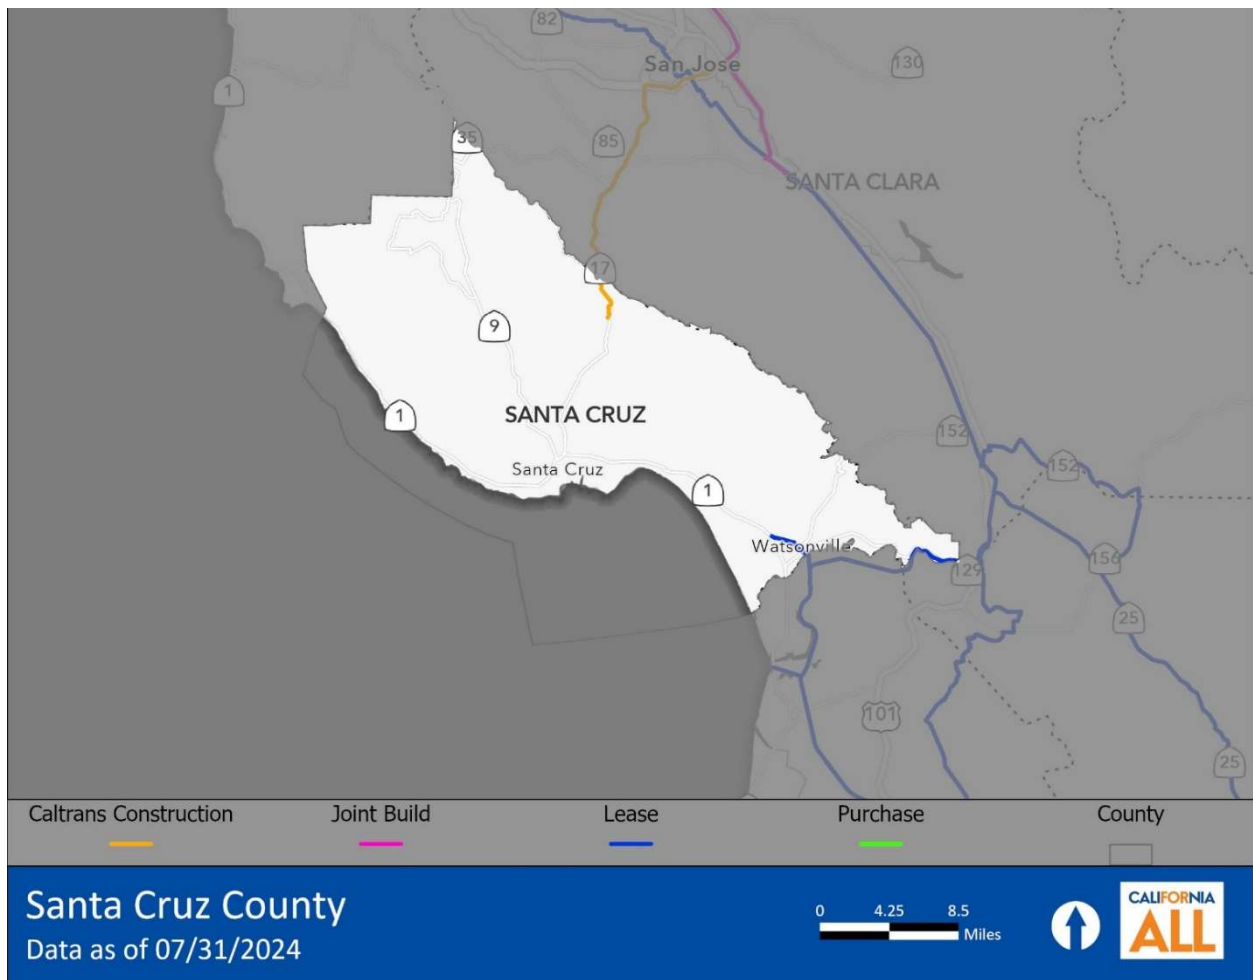 82
130
San Jose
1
35
85
SANTA CLARA
17
9
1
SANTA CRUZ
152
Santa Cruz
152
1
Watsonville
129
156
25
101
25
Caltrans Construction
Joint Build
Lease
Purchase
County
Santa Cruz County
Data as of 07/31/2024
0 4.25 8.5
Miles
CALIFORNIA
ALL